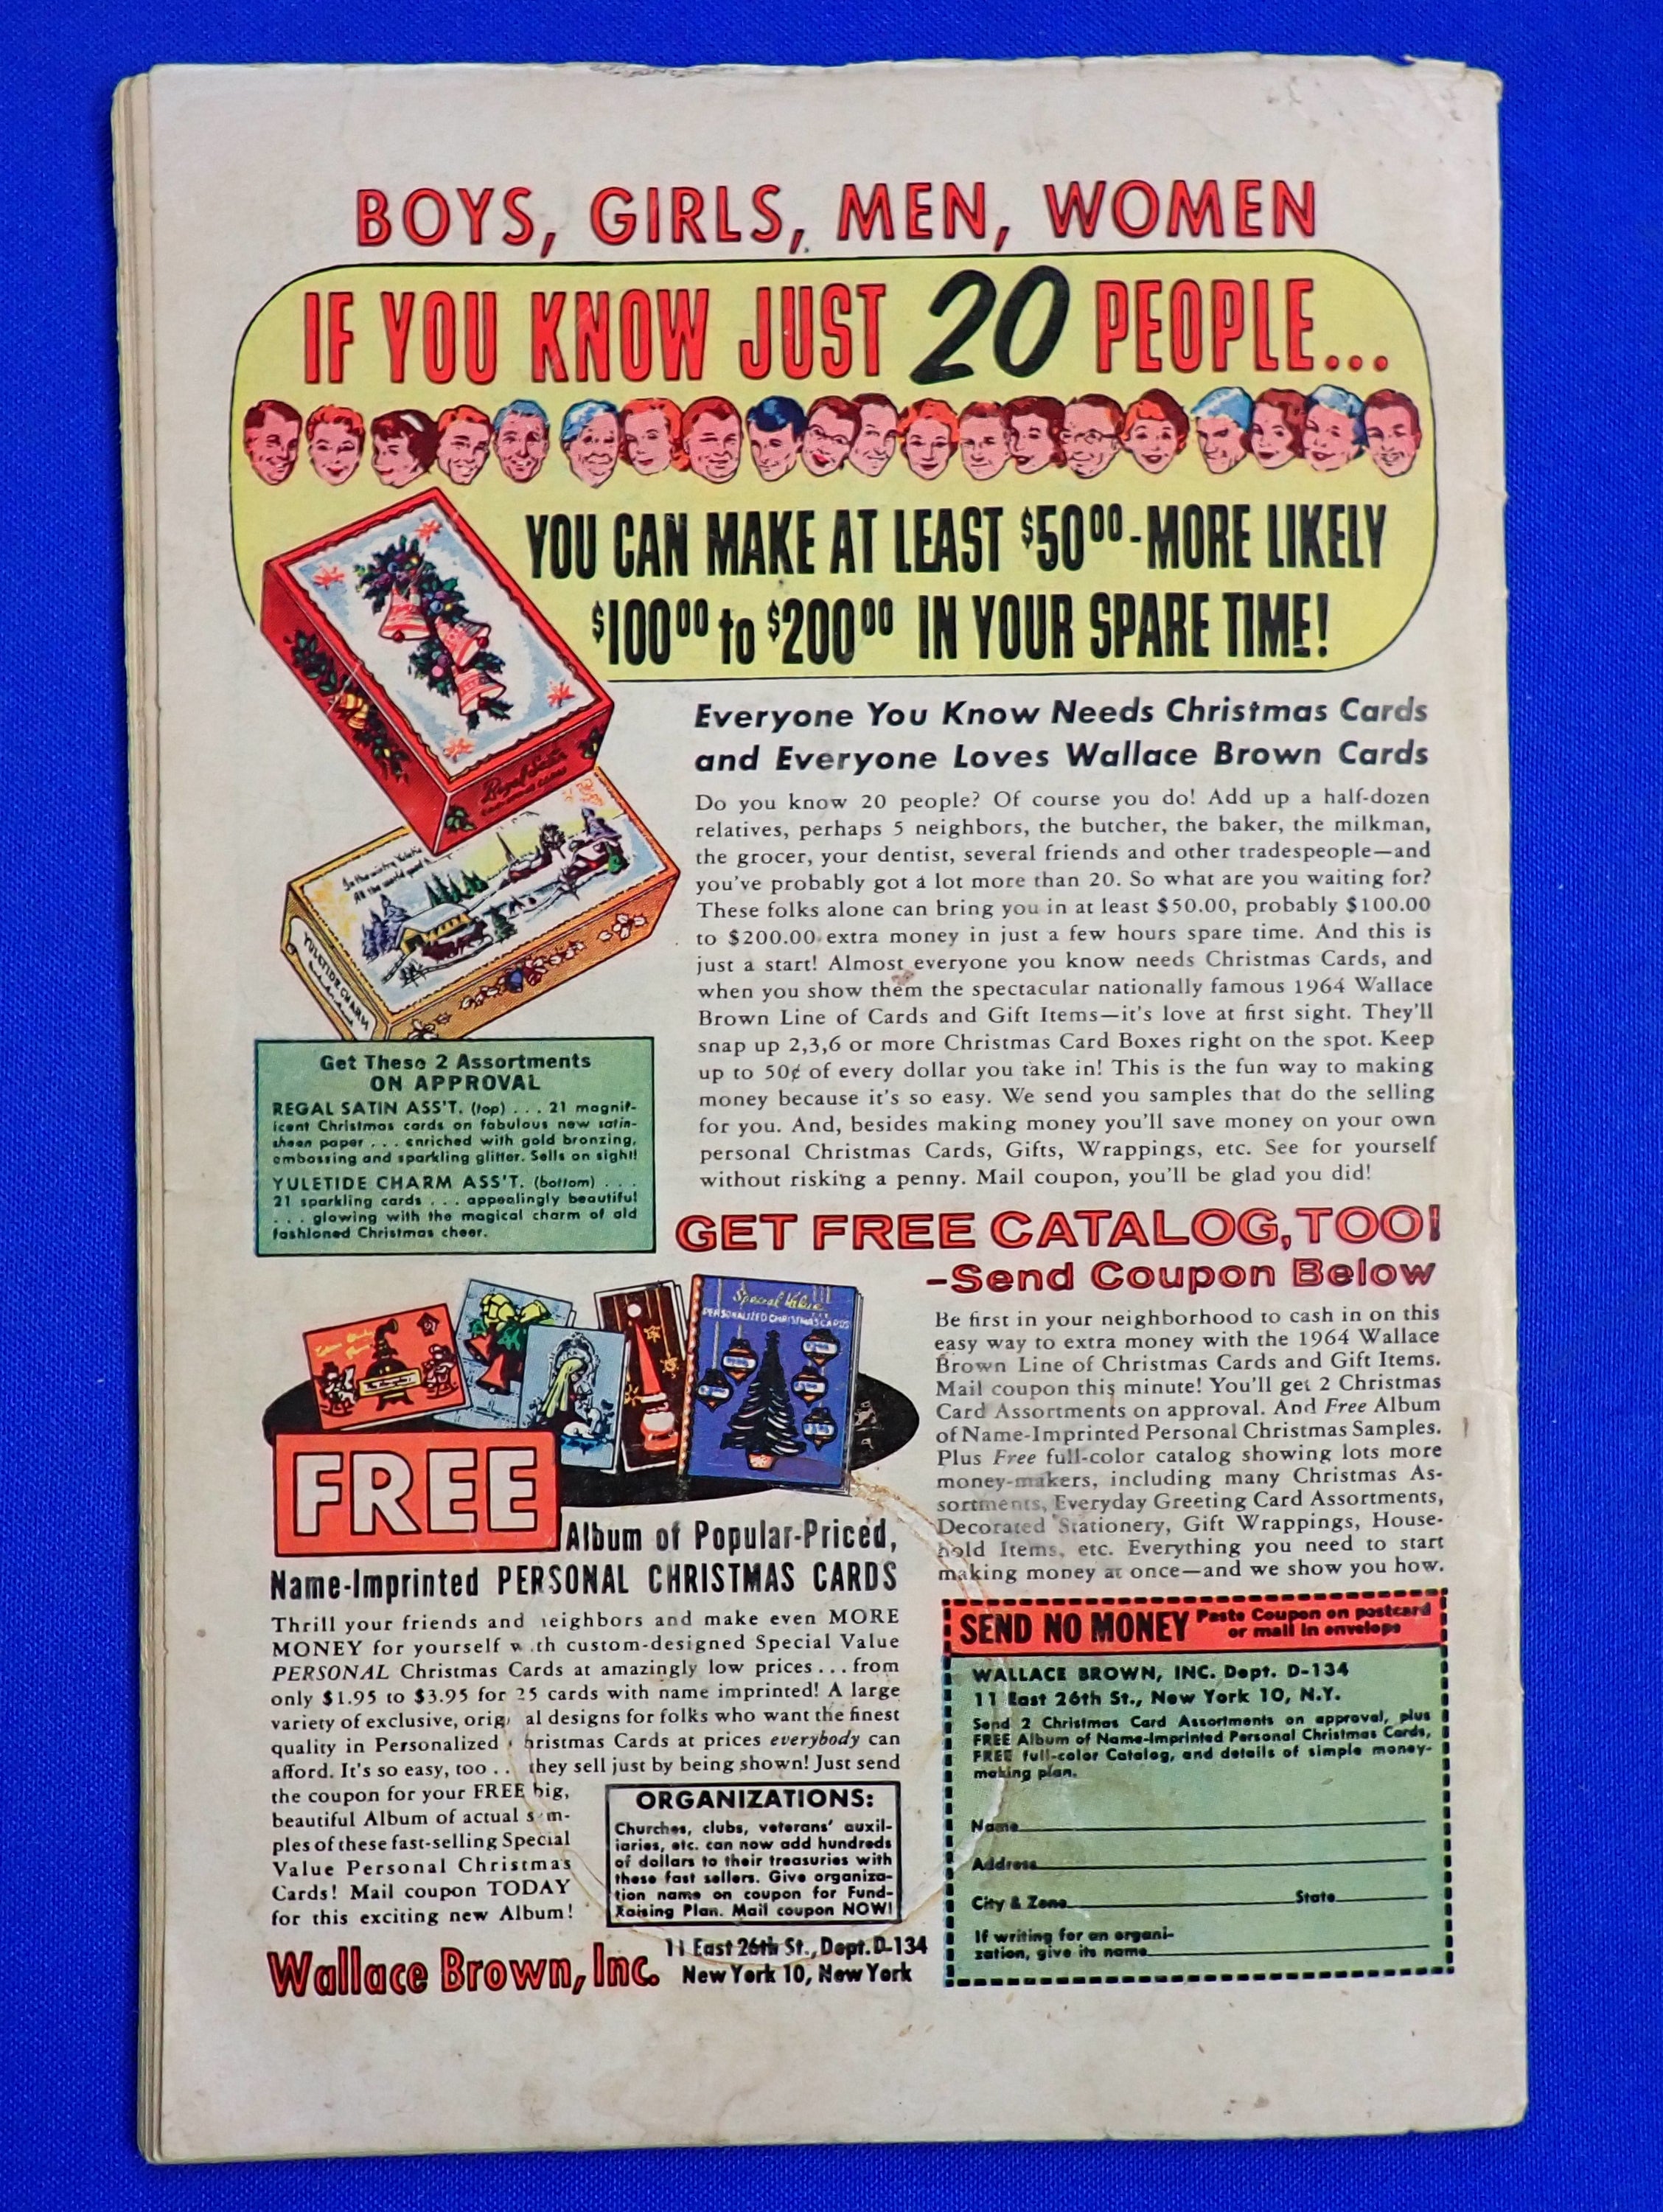 BOYS, GIRLS, MEN, WOMEN
IF YOU KNOW JUST 20 PEOPLE...
YOU CAN MAKE AT LEAST $50⁰⁰-MORE LIKELY
$100⁰⁰ to $200⁰⁰ IN YOUR SPARE TIME!
Regal Satin
In the wintry Yuletide
All the world
YULETIDE CHARM
Everyone You Know Needs Christmas Cards
and Everyone Loves Wallace Brown Cards
Do you know 20 people? Of course you do! Add up a half-dozen
relatives, perhaps 5 neighbors, the butcher, the baker, the milkman,
the grocer, your dentist, several friends and other tradespeople—and
you've probably got a lot more than 20. So what are you waiting for?
These folks alone can bring you in at least $50.00, probably $100.00
to $200.00 extra money in just a few hours spare time. And this is
just a start! Almost everyone you know needs Christmas Cards, and
when you show them the spectacular nationally famous 1964 Wallace
Brown Line of Cards and Gift Items—it's love at first sight. They'll
snap up 2,3,6 or more Christmas Card Boxes right on the spot. Keep
up to 50¢ of every dollar you take in! This is the fun way to making
money because it's so easy. We send you samples that do the selling
for you. And, besides making money you'll save money on your own
personal Christmas Cards, Gifts, Wrappings, etc. See for yourself
without risking a penny. Mail coupon, you'll be glad you did!
Get These 2 Assortments
ON APPROVAL
REGAL SATIN ASS'T. (top) . . . 21 magnif-
icent Christmas cards on fabulous new satin-
sheen paper . . . enriched with gold bronzing,
embossing and sparkling glitter. Sells on sight!
YULETIDE CHARM ASS'T. (bottom) . . .
21 sparkling cards . . . appealingly beautiful
. . . glowing with the magical charm of old
fashioned Christmas cheer.
GET FREE CATALOG, TOO!
-Send Coupon Below
Be first in your neighborhood to cash in on this
easy way to extra money with the 1964 Wallace
Brown Line of Christmas Cards and Gift Items.
Mail coupon this minute! You'll get 2 Christmas
Card Assortments on approval. And Free Album
of Name-Imprinted Personal Christmas Samples.
Plus Free full-color catalog showing lots more
money-makers, including many Christmas As-
sortments, Everyday Greeting Card Assortments,
Decorated Stationery, Gift Wrappings, House-
hold Items, etc. Everything you need to start
making money at once—and we show you how.
Special Value
PERSONALIZED CHRISTMAS CARDS
FREE
Album of Popular-Priced,
Name-Imprinted PERSONAL CHRISTMAS CARDS
Thrill your friends and neighbors and make even MORE
MONEY for yourself with custom-designed Special Value
PERSONAL Christmas Cards at amazingly low prices...from
only $1.95 to $3.95 for 25 cards with name imprinted! A large
variety of exclusive, original designs for folks who want the finest
quality in Personalized Christmas Cards at prices everybody can
afford. It's so easy, too . . they sell just by being shown! Just send
the coupon for your FREE big,
beautiful Album of actual sam-
ples of these fast-selling Special
Value Personal Christmas
Cards! Mail coupon TODAY
for this exciting new Album!
ORGANIZATIONS:
Churches, clubs, veterans' auxil-
iaries, etc. can now add hundreds
of dollars to their treasuries with
these fast sellers. Give organiza-
tion name on coupon for Fund-
Raising Plan. Mail coupon NOW!
Wallace Brown, Inc. 11 East 26th St., Dept. D-134
New York 10, New York
SEND NO MONEY Paste Coupon on postcard
or mail in envelope
WALLACE BROWN, INC. Dept. D-134
11 East 26th St., New York 10, N.Y.
Send 2 Christmas Card Assortments on approval, plus
FREE Album of Name-Imprinted Personal Christmas Cards,
FREE full-color Catalog, and details of simple money-
making plan.
Name
Address
City & Zone State
If writing for an organi-
zation, give its name